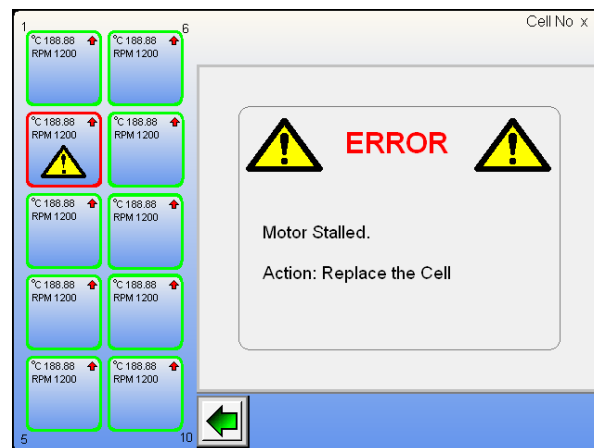 1
6
Cell No x
°C 188.88
RPM 1200
°C 188.88
RPM 1200
°C 188.88
RPM 1200
°C 188.88
RPM 1200
°C 188.88
RPM 1200
°C 188.88
RPM 1200
°C 188.88
RPM 1200
°C 188.88
RPM 1200
°C 188.88
RPM 1200
°C 188.88
RPM 1200
5
10
ERROR
Motor Stalled.
Action: Replace the Cell